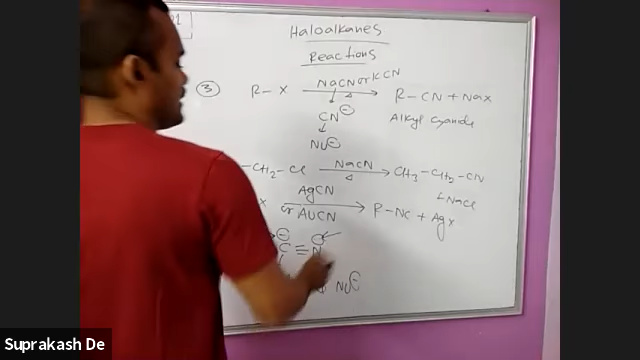 Haloalkanes
Reactions
③ R–X NaCN or KCN Δ → R–CN + NaX
CN⊖ Alkyl Cyanide
↓
Nu⊖
–CH2–Cl NaCN Δ → CH3–CH2–CN
+ NaCl
x AgCN or AuCN → R–NC + Agx
⊖
C≡N
Nu⊖
Suprakash De